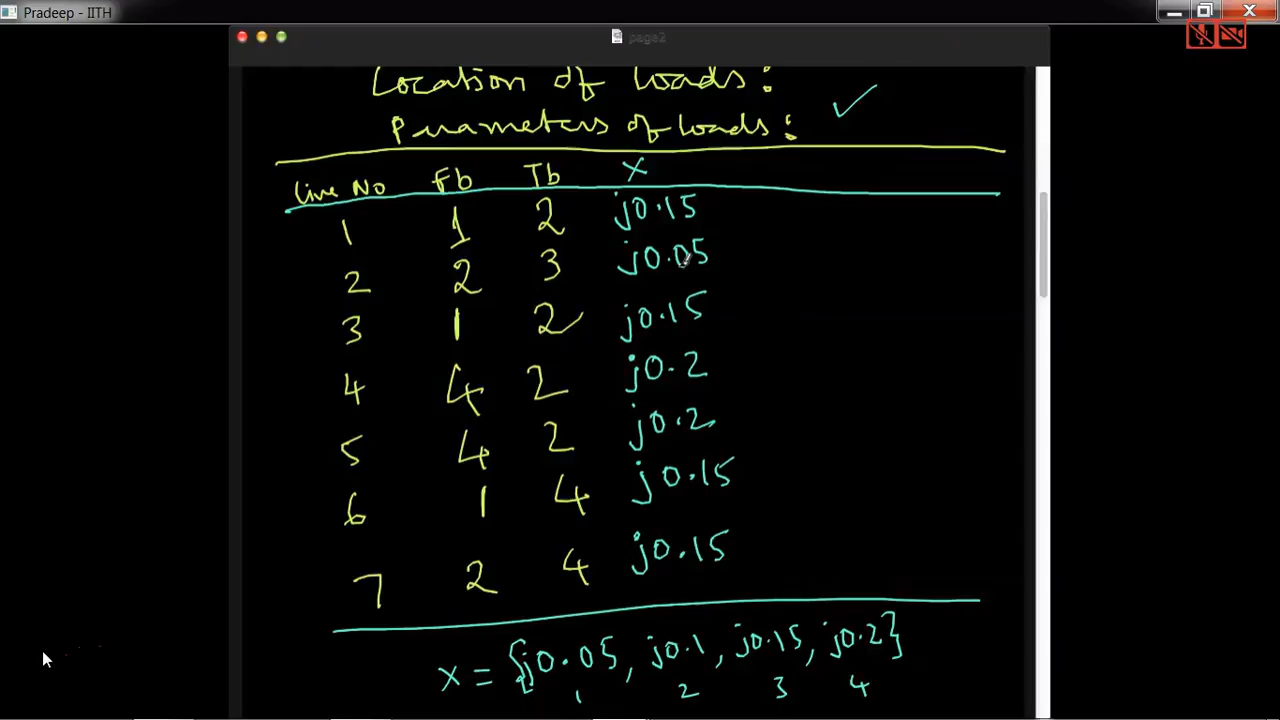 Pradeep - IITH
page2
Location of Loads:
Parameters of Loads:
Line No Fb Tb X
1 1 2 j0.15
2 2 3 j0.05
3 1 2 j0.15
4 4 2 j0.2
5 4 2 j0.2
6 1 4 j0.15
7 2 4 j0.15
X = {j0.05, j0.1, j0.15, j0.2}
1 2 3 4